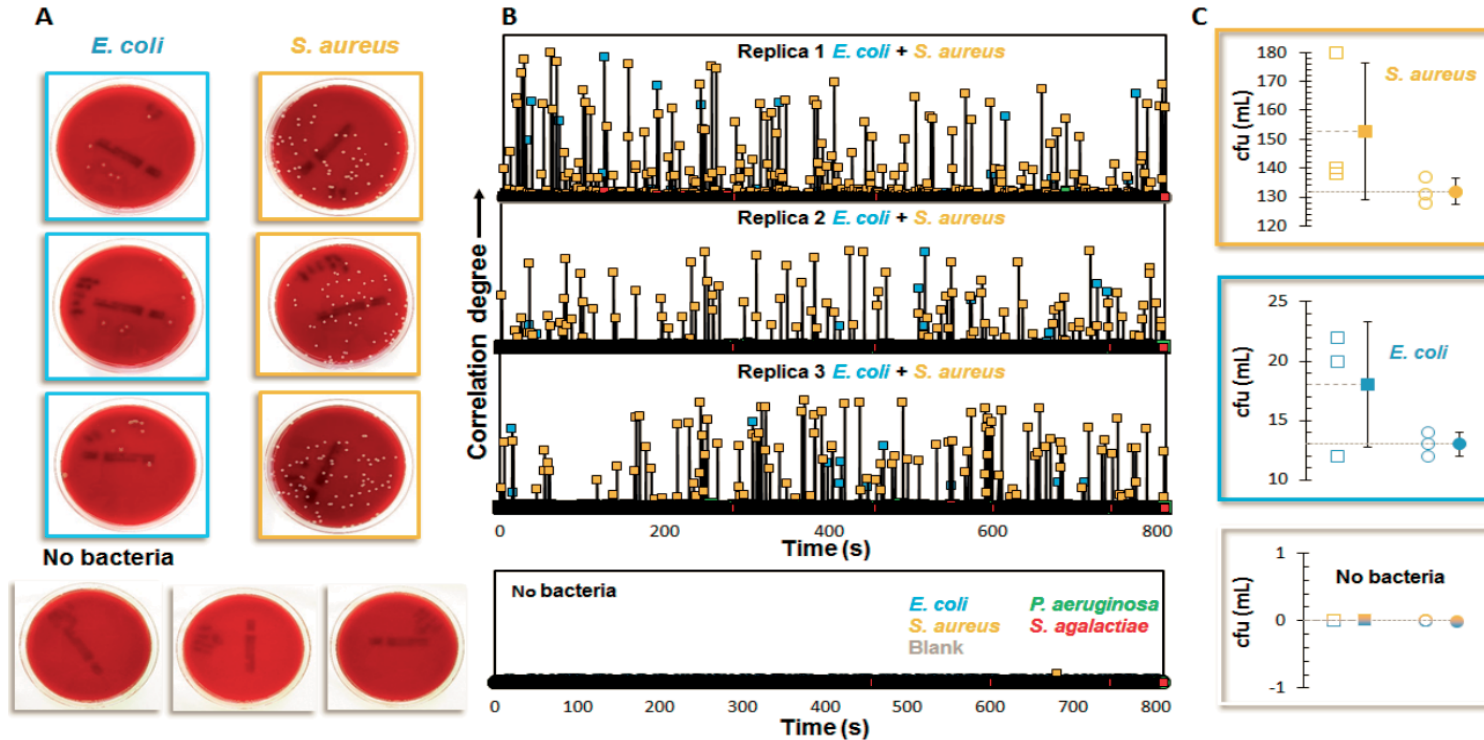 A
E. coli
S. aureus
No bacteria
B
Replica 1 E. coli + S. aureus
Replica 2 E. coli + S. aureus
Replica 3 E. coli + S. aureus
Correlation degree
0 200 400 600 800
Time (s)
No bacteria
E. coli P. aeruginosa
S. aureus S. agalactiae
Blank
0 100 200 300 400 500 600 700 800
Time (s)
C
180
170
160
150
140
130
120
cfu (mL)
S. aureus
25
20
15
10
cfu (mL)
E. coli
1
0
-1
cfu (mL)
No bacteria